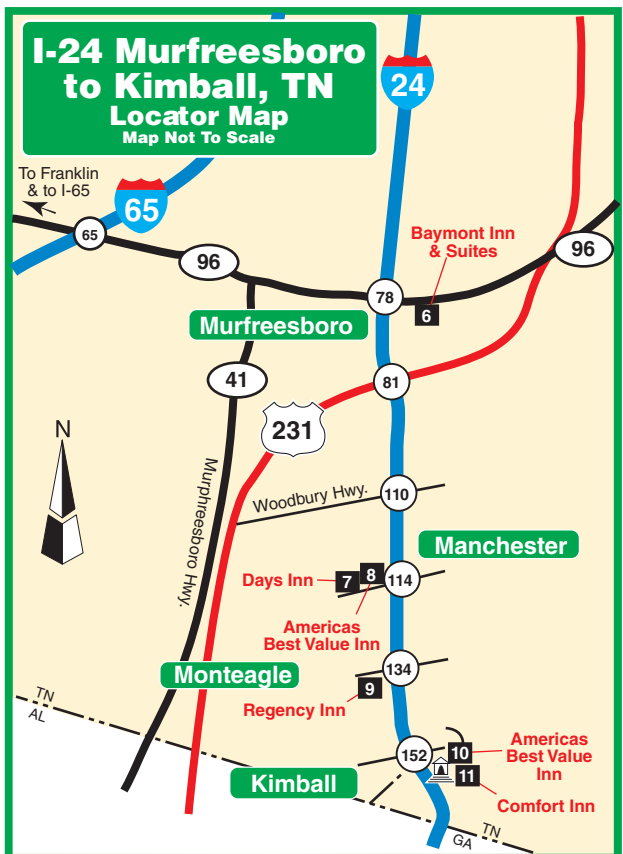 I-24 Murfreesboro
to Kimball, TN
Locator Map
Map Not To Scale
24
To Franklin
& to I-65
65
65
96
Baymont Inn
& Suites
96
78
6
Murfreesboro
41
81
231
N
Murphreesboro Hwy.
Woodbury Hwy.
110
Manchester
Days Inn
7
8
114
Americas
Best Value Inn
134
Monteagle
9
Regency Inn
TN
AL
152
10
Americas
Best Value
Inn
11
Kimball
Comfort Inn
TN
GA